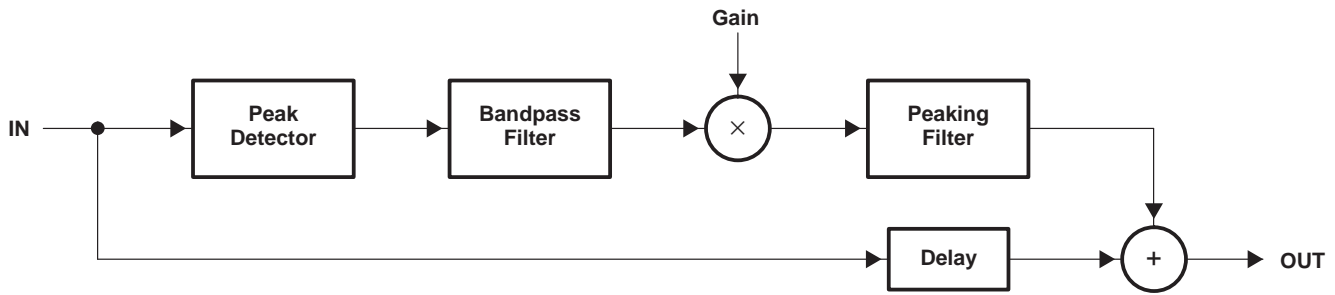 Gain
IN
Peak
Detector
Bandpass
Filter
×
Peaking
Filter
Delay
+
OUT